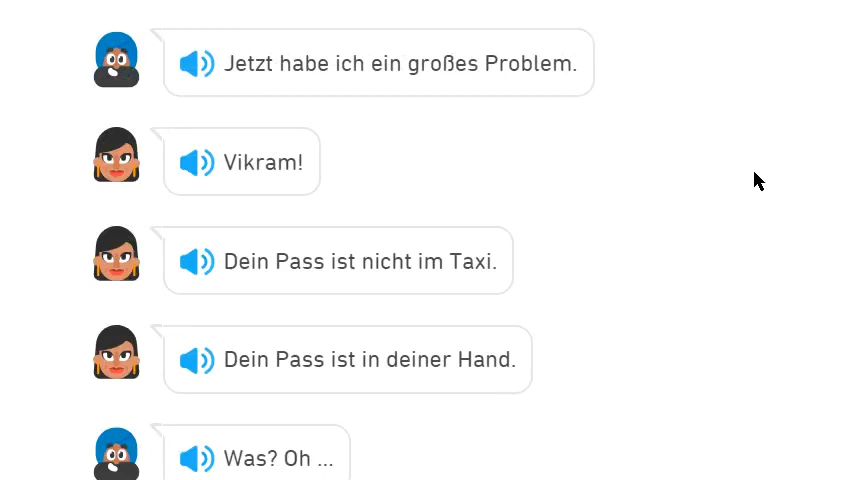 Jetzt habe ich ein großes Problem.
Vikram!
Dein Pass ist nicht im Taxi.
Dein Pass ist in deiner Hand.
Was? Oh ...